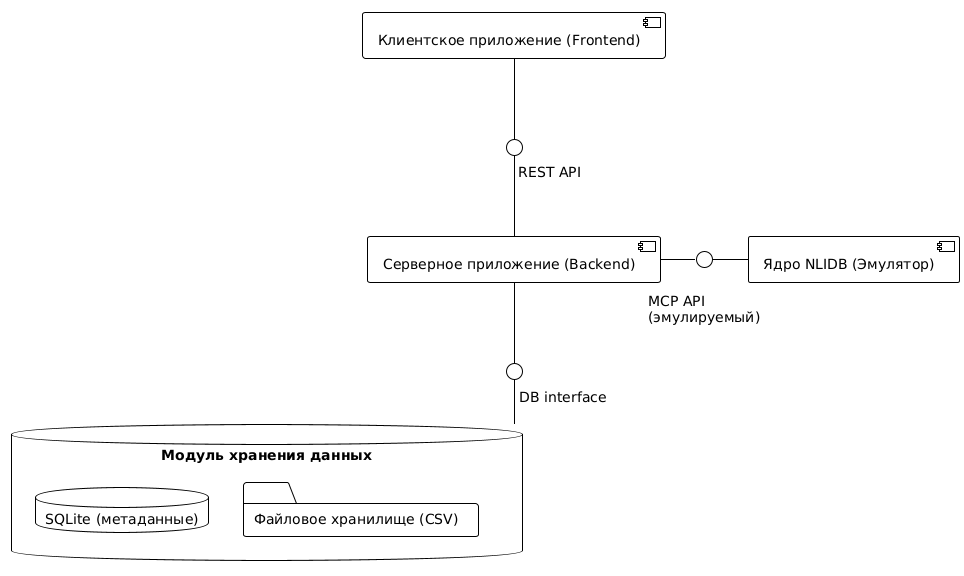 Клиентское приложение (Frontend)
REST API
Серверное приложение (Backend)
Ядро NLIDB (Эмулятор)
MCP API
(эмулируемый)
DB interface
Модуль хранения данных
SQLite (метаданные)
Файловое хранилище (CSV)